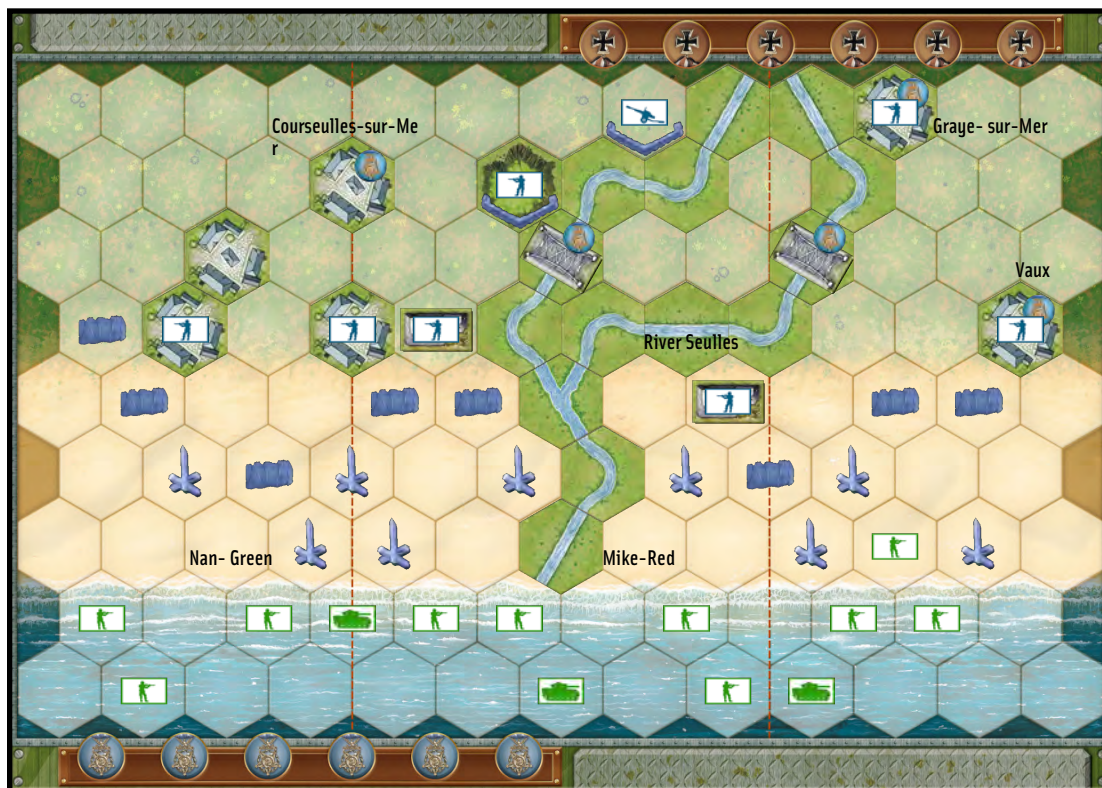 Courseulles-sur-Me
r
Graye- sur-Mer
Vaux
River Seulles
Nan- Green
Mike-Red